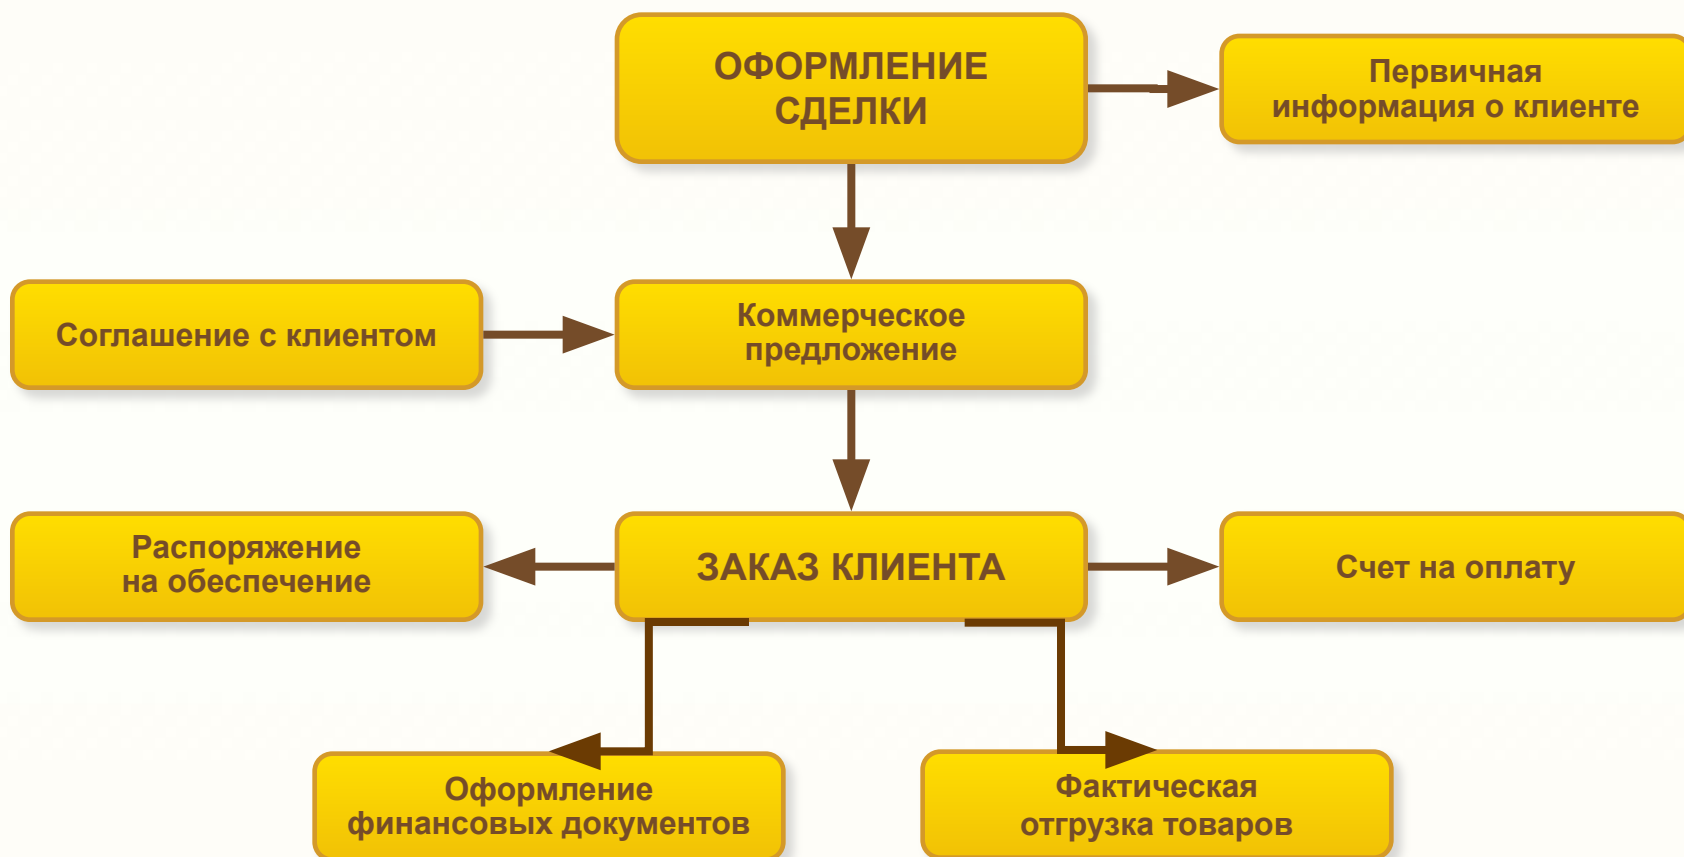 ОФОРМЛЕНИЕ
СДЕЛКИ
Первичная
информация о клиенте
Соглашение с клиентом
Коммерческое
предложение
Распоряжение
на обеспечение
ЗАКАЗ КЛИЕНТА
Счет на оплату
Оформление
финансовых документов
Фактическая
отгрузка товаров